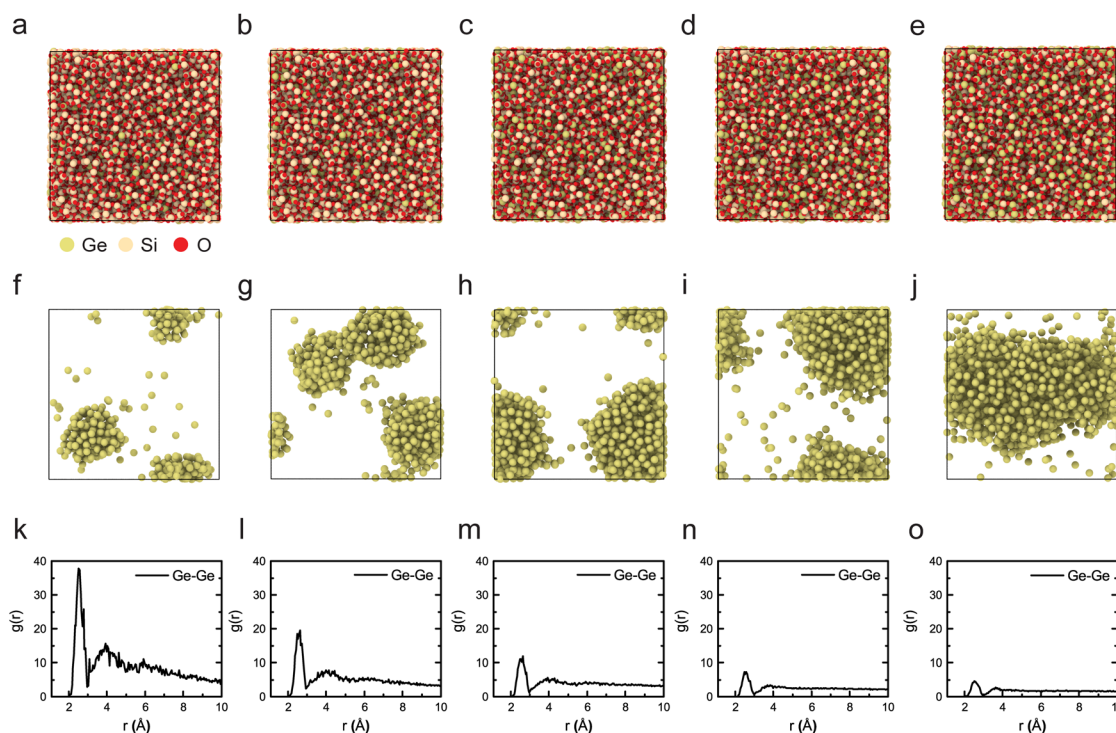 a b c d e
Ge Si O
f g h i j
k l m n o
40 Ge-Ge 40 Ge-Ge 40 Ge-Ge 40 Ge-Ge 40 Ge-Ge
30 30 30 30 30
g(r) 20 g(r) 20 g(r) 20 g(r) 20 g(r) 20
10 10 10 10 10
0 0 0 0 0
2 4 6 8 10 2 4 6 8 10 2 4 6 8 10 2 4 6 8 10 2 4 6 8 10
r (Å) r (Å) r (Å) r (Å) r (Å)